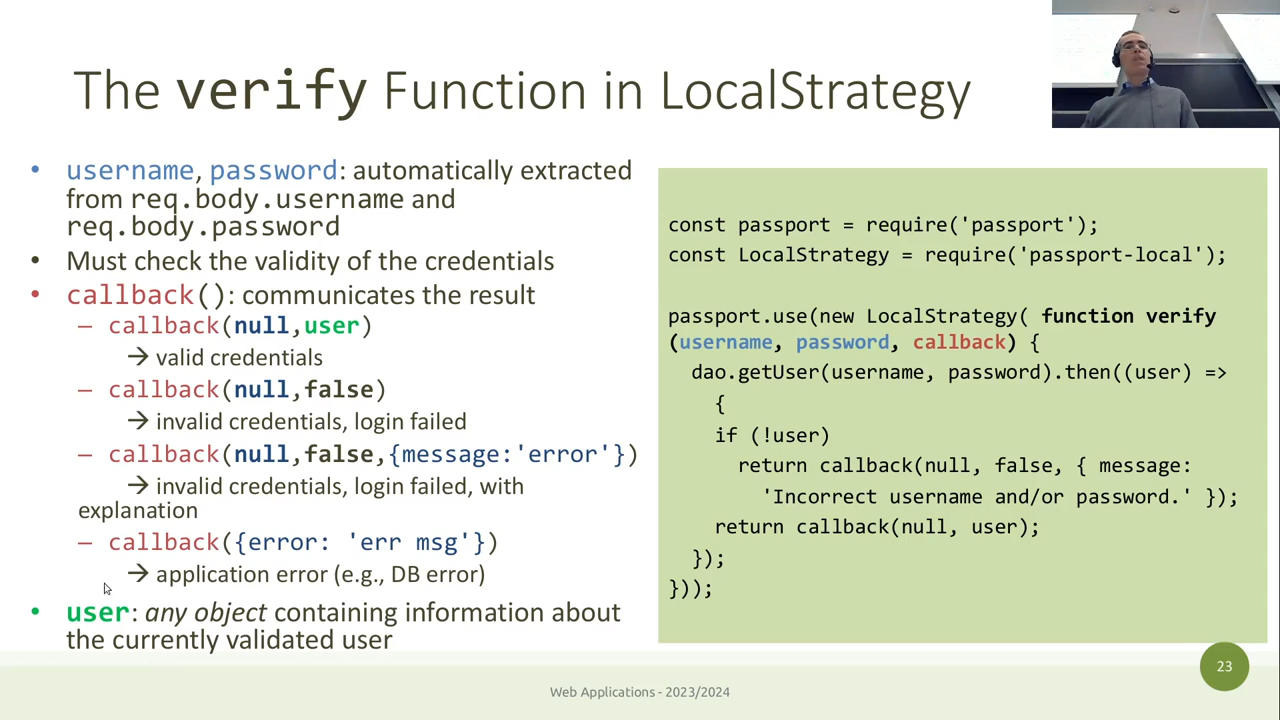 The verify Function in LocalStrategy
• username, password: automatically extracted
from req.body.username and
req.body.password
• Must check the validity of the credentials
• callback(): communicates the result
– callback(null,user)
→ valid credentials
– callback(null,false)
→ invalid credentials, login failed
– callback(null,false,{message:'error'})
→ invalid credentials, login failed, with
explanation
– callback({error: 'err msg'})
→ application error (e.g., DB error)
• user: any object containing information about
the currently validated user
const passport = require('passport');
const LocalStrategy = require('passport-local');
passport.use(new LocalStrategy( function verify
(username, password, callback) {
dao.getUser(username, password).then((user) =>
{
if (!user)
return callback(null, false, { message:
'Incorrect username and/or password.' });
return callback(null, user);
});
}));
23
Web Applications - 2023/2024